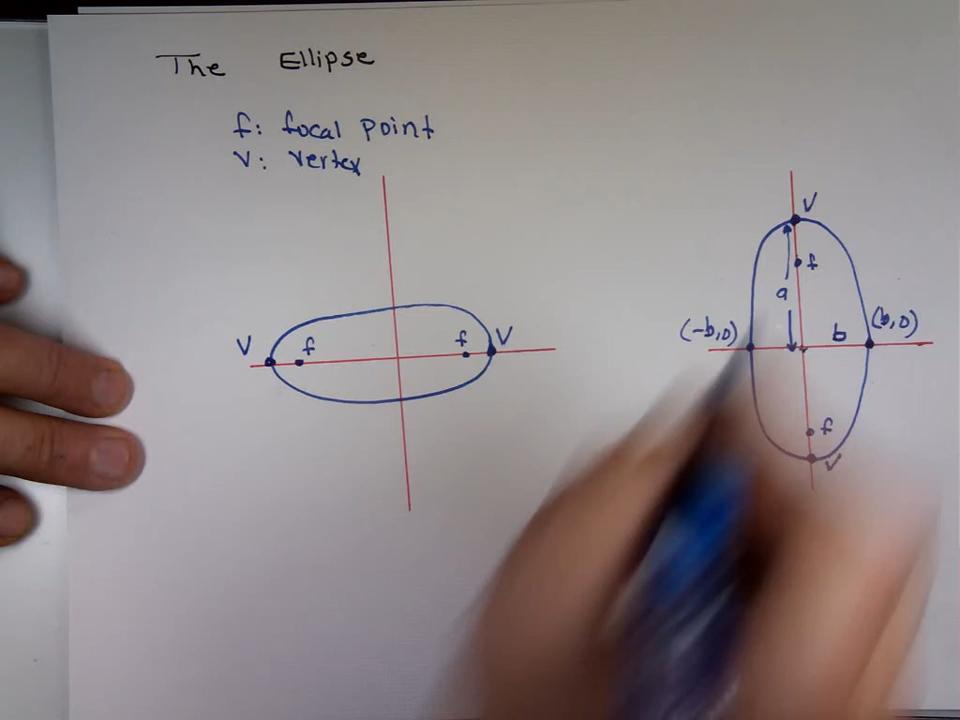 The Ellipse
f: focal point
V: vertex
V
f
f
V
V
f
a
(-b,0)
b
(b,0)
f
V